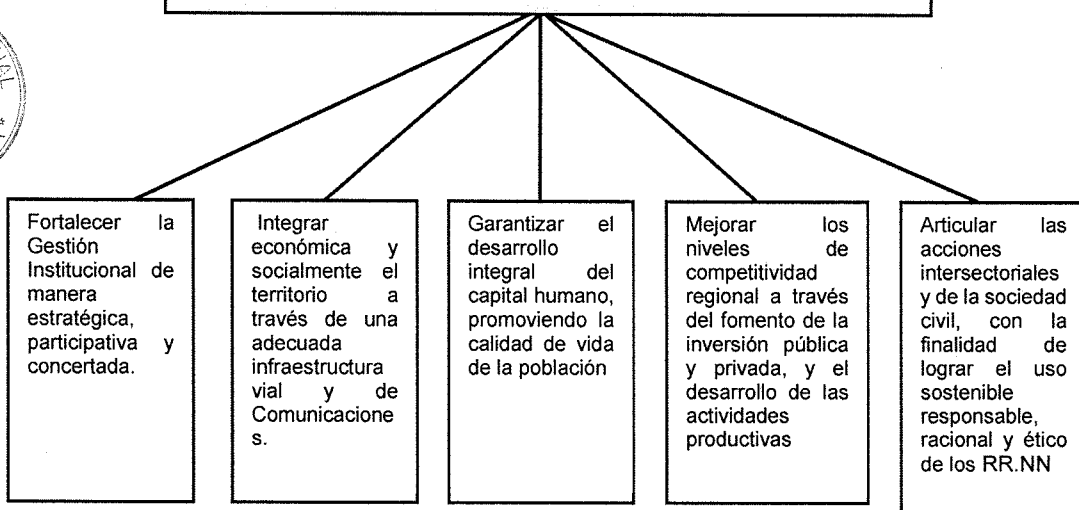 Fortalecer la
Gestión
Institucional de
manera
estratégica,
participativa y
concertada.
Integrar
económica y
socialmente el
territorio a
través de una
adecuada
infraestructura
vial y de
Comunicacione
s.
Garantizar el
desarrollo
integral del
capital humano,
promoviendo la
calidad de vida
de la población
Mejorar los
niveles de
competitividad
regional a través
del fomento de la
inversión pública
y privada, y el
desarrollo de las
actividades
productivas
Articular las
acciones
intersectoriales
y de la sociedad
civil, con la
finalidad de
lograr el uso
sostenible
responsable,
racional y ético
de los RR.NN